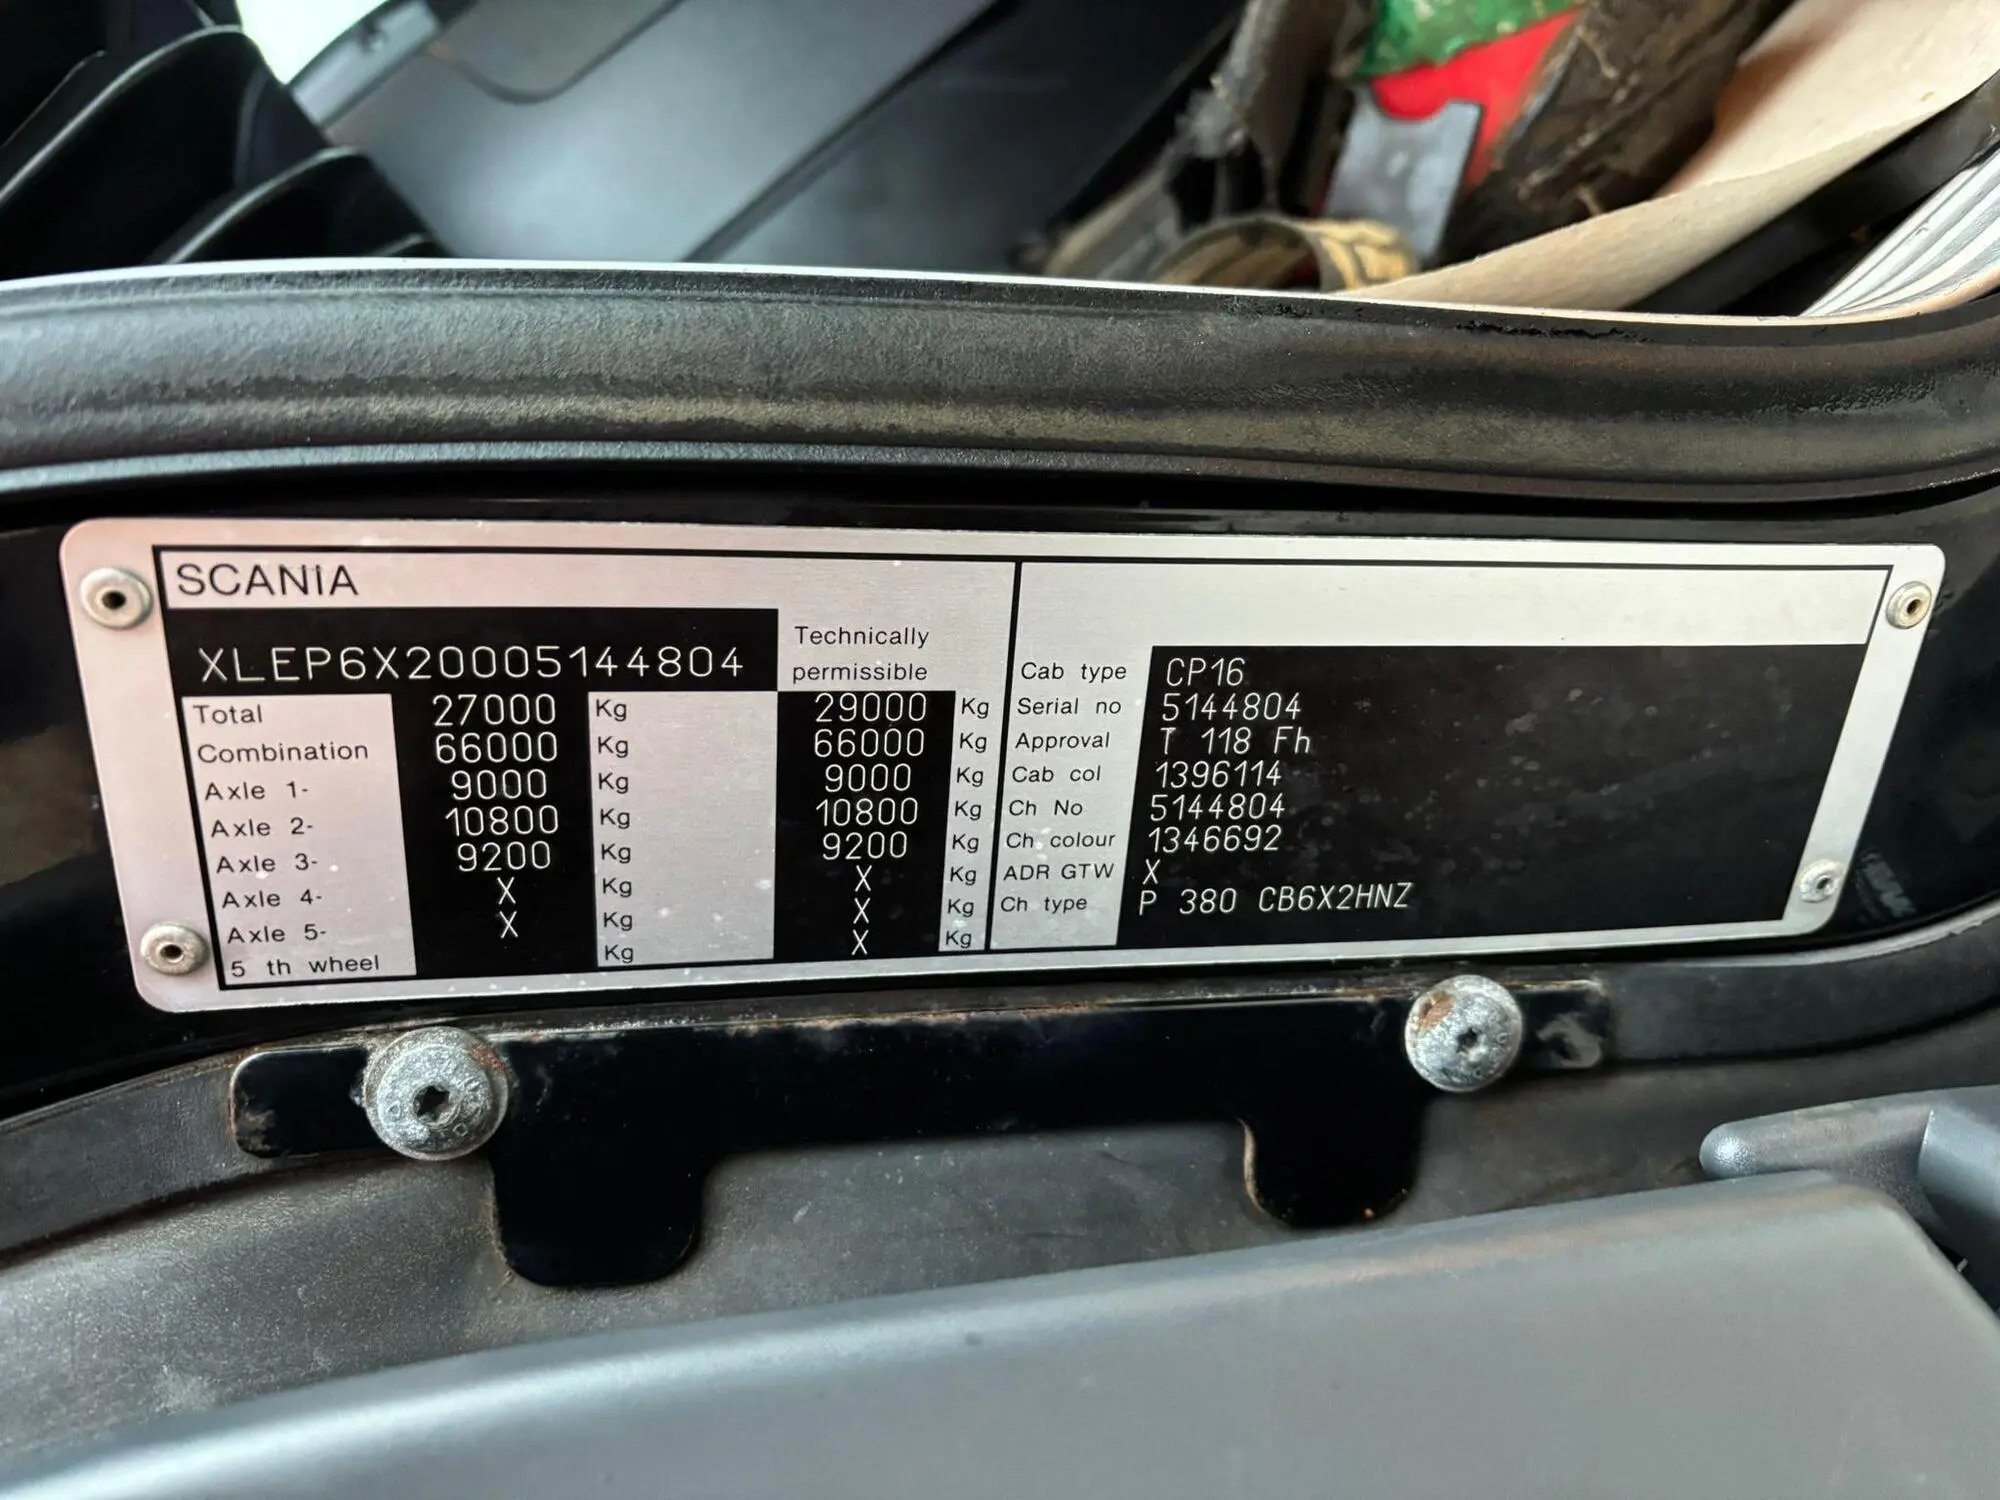 SCANIA
XLEP6X20005144804 Technically
permissible
Total 27000 Kg 29000 Kg
Combination 66000 Kg 66000 Kg
Axle 1- 9000 Kg 9000 Kg
Axle 2- 10800 Kg 10800 Kg
Axle 3- 9200 Kg 9200 Kg
Axle 4- X Kg X Kg
Axle 5- X Kg X Kg
5 th wheel Kg X Kg
Cab type CP16
Serial no 5144804
Approval T 118 Fh
Cab col 1396114
Ch No 5144804
Ch colour 1346692
ADR GTW X
Ch type P 380 CB6X2HNZ